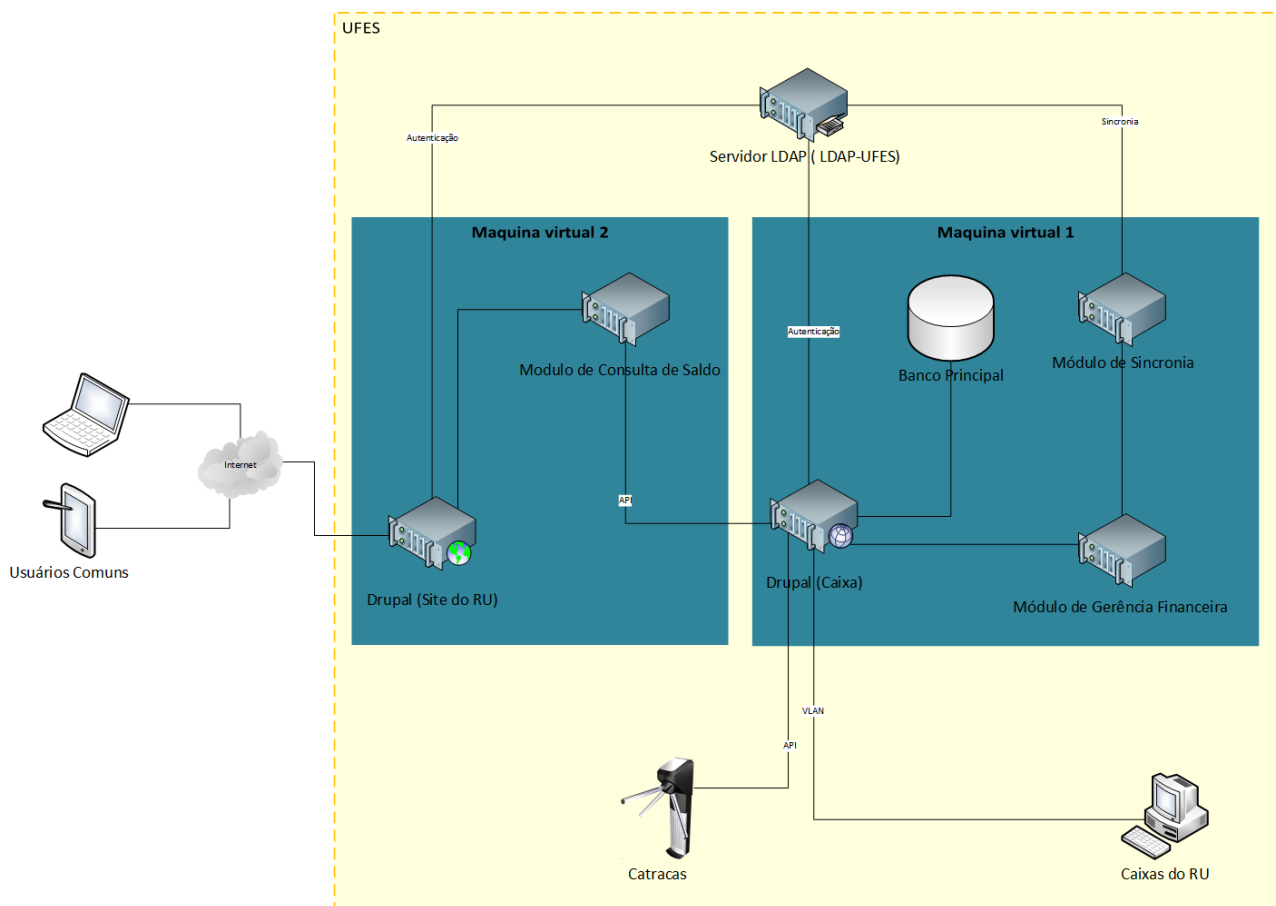 UFES
Servidor LDAP ( LDAP-UFES)
Autenticação
Sincronia
Maquina virtual 2
Maquina virtual 1
Modulo de Consulta de Saldo
Autenticação
Banco Principal
Módulo de Sincronia
Internet
API
Usuários Comuns
Drupal (Site do RU)
Drupal (Caixa)
Módulo de Gerência Financeira
VLAN
API
Catracas
Caixas do RU